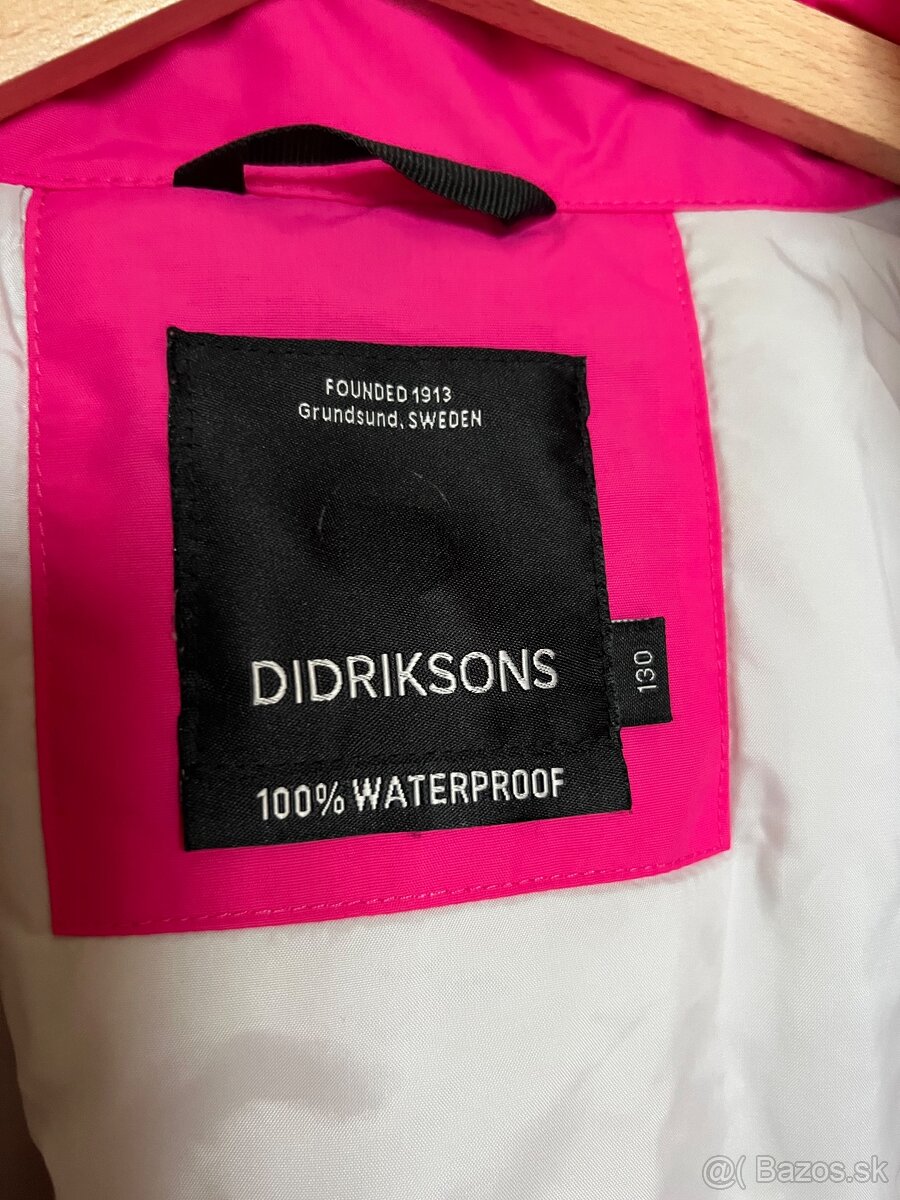 FOUNDED 1913
Grundsund, SWEDEN
DIDRIKSONS
130
100% WATERPROOF
@( Bazos.sk